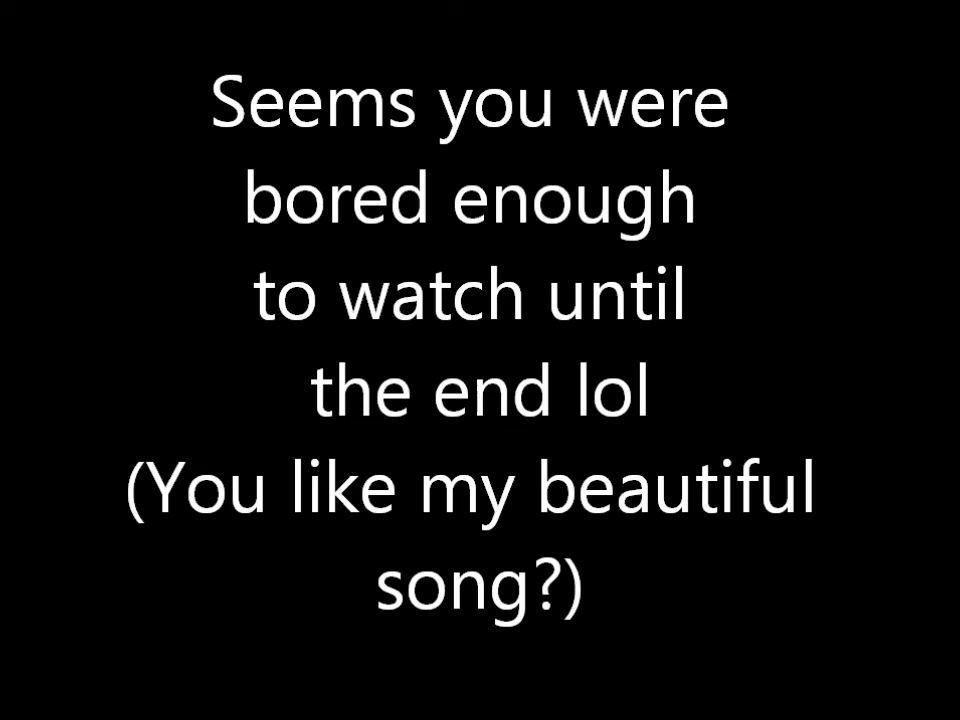 Seems you were
bored enough
to watch until
the end lol
(You like my beautiful
song?)